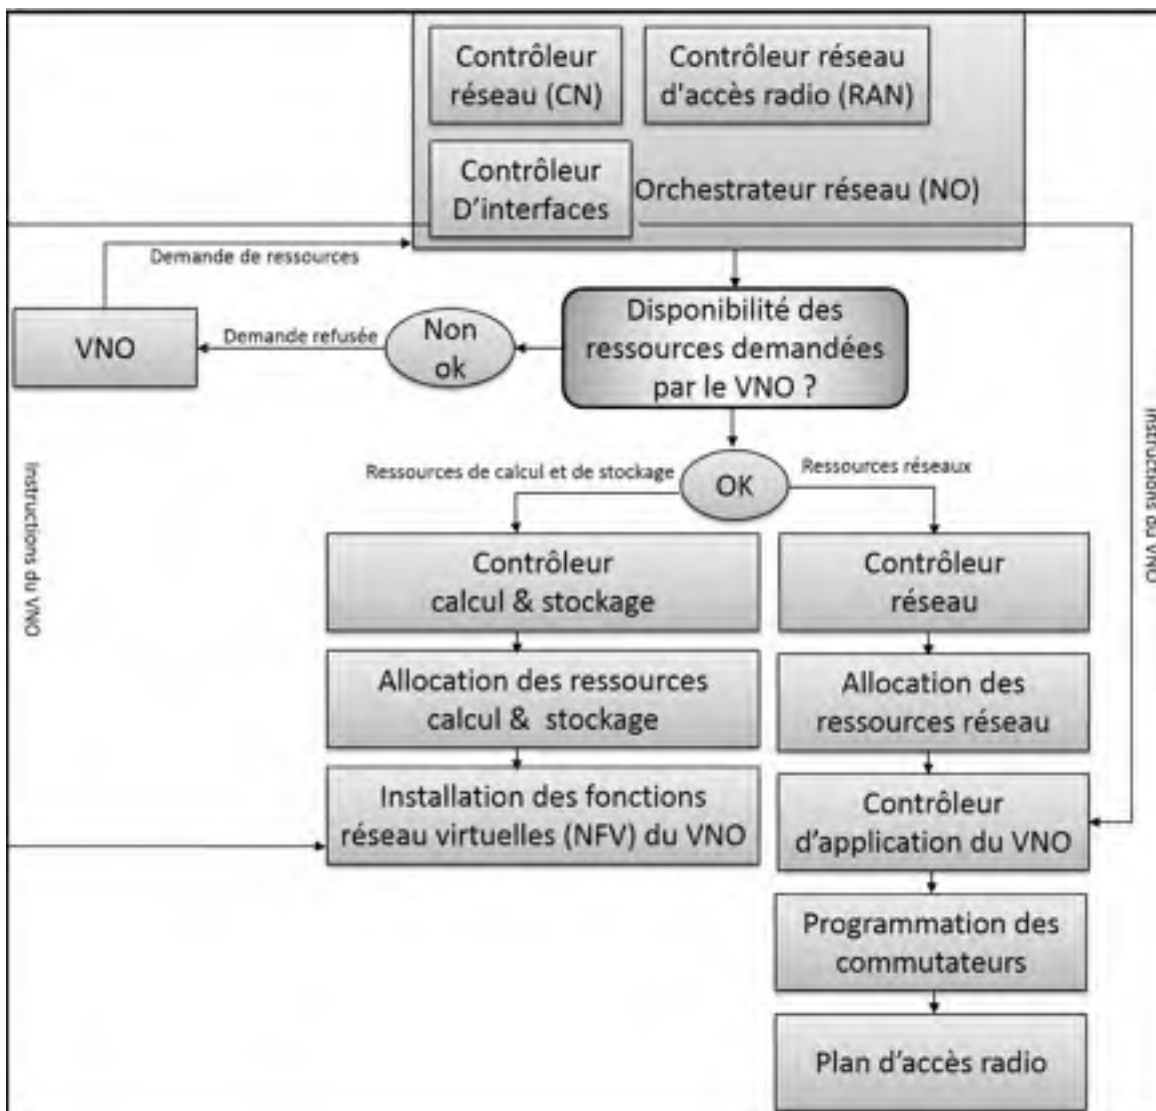 Contrôleur
réseau (CN)
Contrôleur réseau
d'accès radio (RAN)
Contrôleur
D'interfaces
Orchestrateur réseau (NO)
Demande de ressources
VNO
Demande refusée
Non
ok
Disponibilité des
ressources demandées
par le VNO ?
Ressources de calcul et de stockage
OK
Ressources réseaux
Instructions du VNO
Instructions du VNO
Contrôleur
calcul & stockage
Contrôleur
réseau
Allocation des ressources
calcul & stockage
Allocation des
ressources réseau
Installation des fonctions
réseau virtuelles (NFV) du VNO
Contrôleur
d'application du VNO
Programmation des
commutateurs
Plan d'accès radio